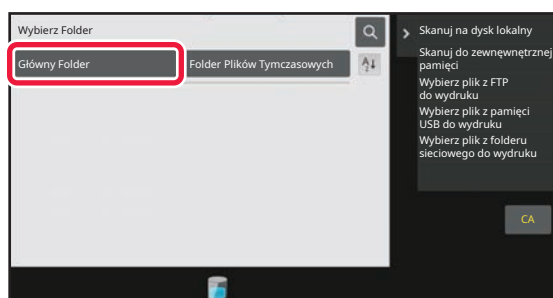 Wybierz Folder
Główny Folder
Folder Plików Tymczasowych
Skanuj na dysk lokalny
Skanuj do zewnęwnętrznej
pamięci
Wybierz plik z FTP
do wydruku
Wybierz plik z pamięci
USB do wydruku
Wybierz plik z folderu
sieciowego do wydruku
CA